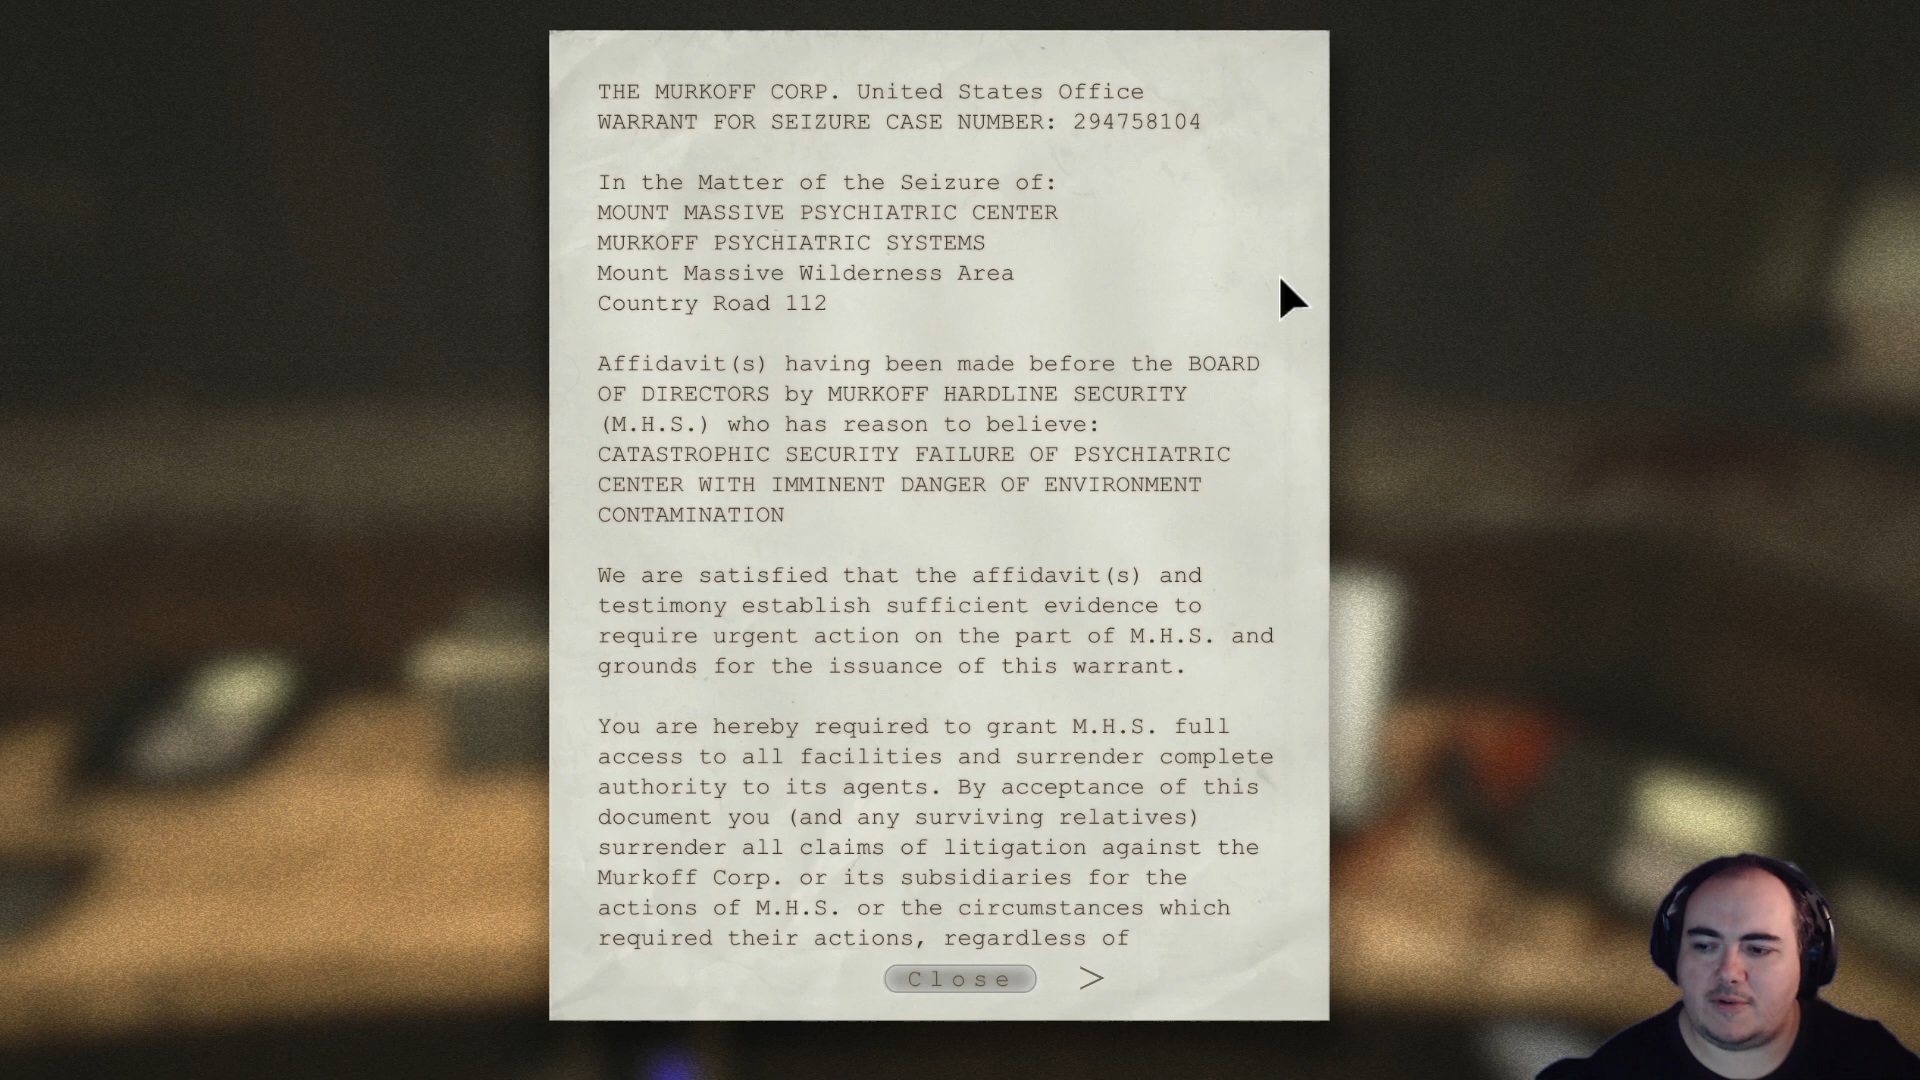 THE MURKOFF CORP. United States Office
WARRANT FOR SEIZURE CASE NUMBER: 294758104
In the Matter of the Seizure of:
MOUNT MASSIVE PSYCHIATRIC CENTER
MURKOFF PSYCHIATRIC SYSTEMS
Mount Massive Wilderness Area
Country Road 112
Affidavit(s) having been made before the BOARD
OF DIRECTORS by MURKOFF HARDLINE SECURITY
(M.H.S.) who has reason to believe:
CATASTROPHIC SECURITY FAILURE OF PSYCHIATRIC
CENTER WITH IMMINENT DANGER OF ENVIRONMENT
CONTAMINATION
We are satisfied that the affidavit(s) and
testimony establish sufficient evidence to
require urgent action on the part of M.H.S. and
grounds for the issuance of this warrant.
You are hereby required to grant M.H.S. full
access to all facilities and surrender complete
authority to its agents. By acceptance of this
document you (and any surviving relatives)
surrender all claims of litigation against the
Murkoff Corp. or its subsidiaries for the
actions of M.H.S. or the circumstances which
required their actions, regardless of
Close >